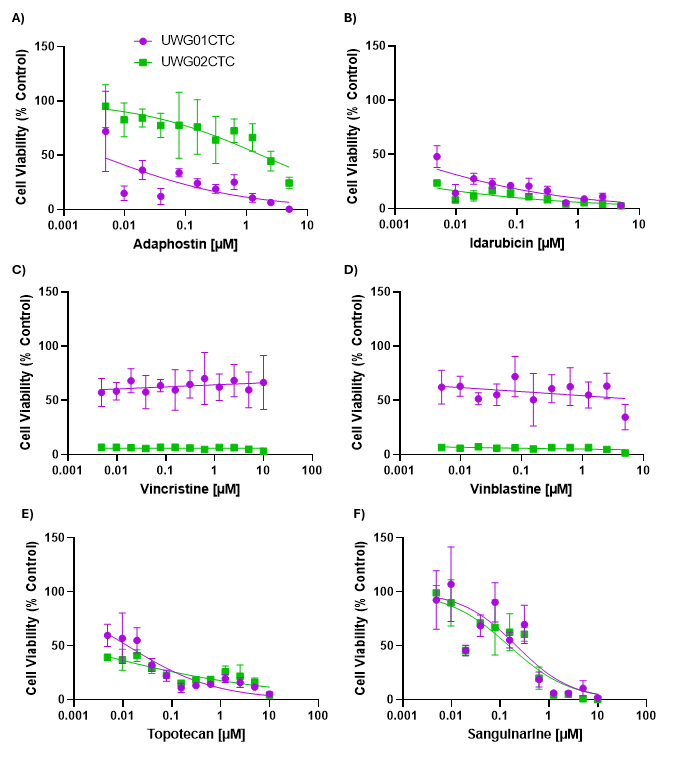 A)
B)
UWG01CTC
UWG02CTC
Cell Viability (% Control)
150
100
50
0
0.001
0.01
0.1
1
10
Adaphostin [µM]
Cell Viability (% Control)
150
100
50
0
0.001
0.01
0.1
1
10
Idarubicin [µM]
C)
D)
Cell Viability (% Control)
150
100
50
0
0.001
0.01
0.1
1
10
100
Vincristine [µM]
Cell Viability (% Control)
150
100
50
0
0.001
0.01
0.1
1
10
Vinblastine [µM]
E)
F)
Cell Viability (% Control)
150
100
50
0
0.001
0.01
0.1
1
10
100
Topotecan [µM]
Cell Viability (% Control)
150
100
50
0
0.001
0.01
0.1
1
10
100
Sanguinarine [µM]